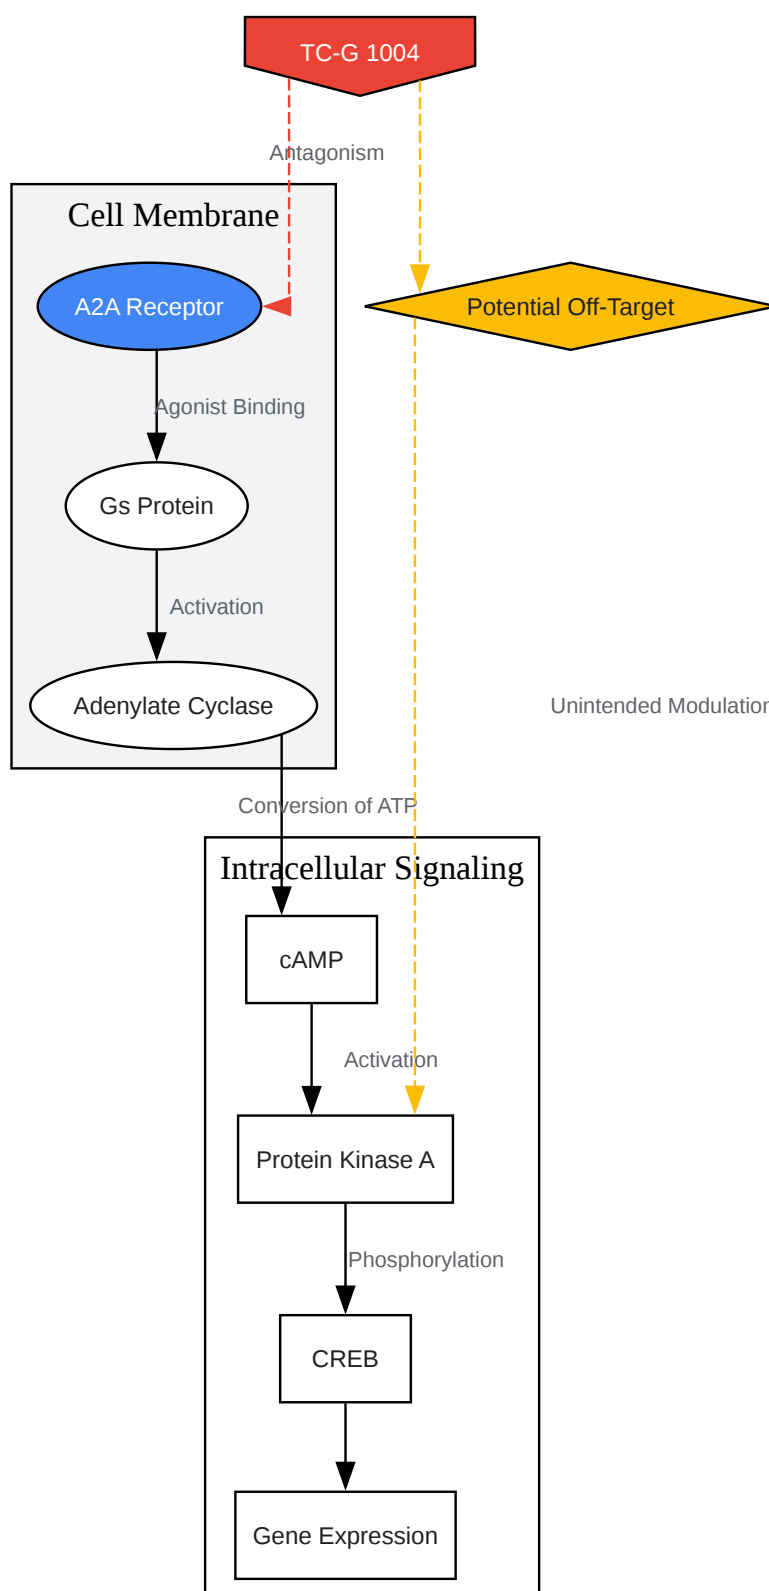 TC-G 1004
Antagonism
Cell Membrane
A2A Receptor
Potential Off-Target
Agonist Binding
Gs Protein
Activation
Adenylate Cyclase
Unintended Modulation
Conversion of ATP
Intracellular Signaling
cAMP
Activation
Protein Kinase A
Phosphorylation
CREB
Gene Expression